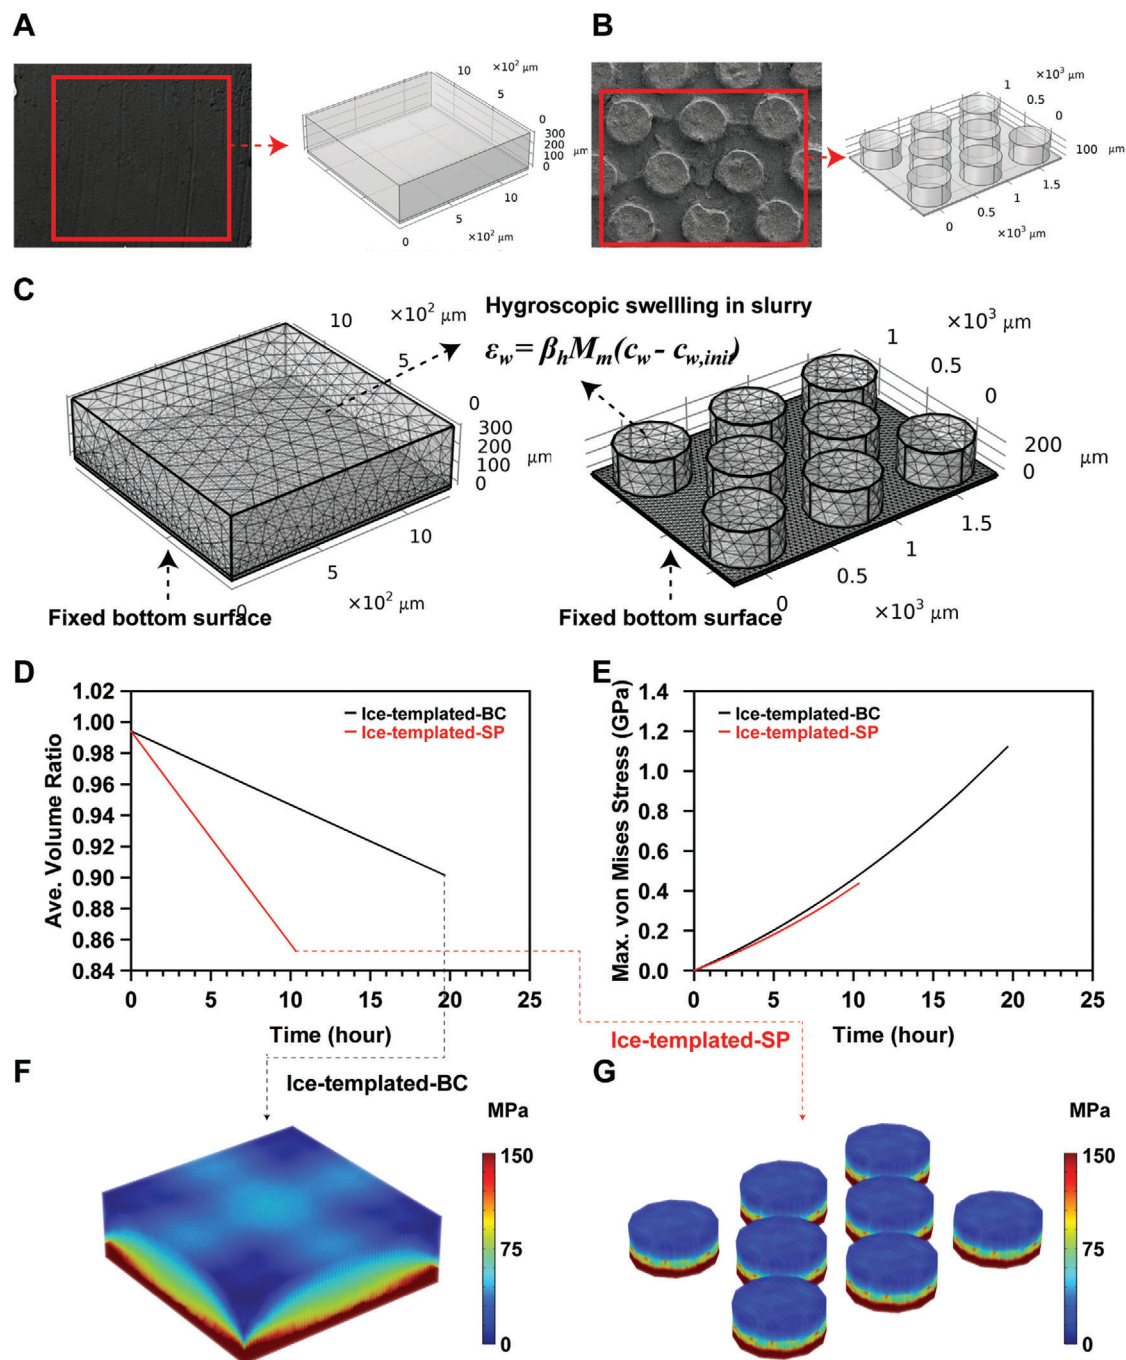 A
B
10
×10² μm
5
0
300
200
100
0
μm
10
5
0
×10² μm
1
×10³ μm
0.5
0
100 μm
1.5
1
0.5
0
×10³ μm
C
Hygroscopic swellling in slurry
ε_w = β_h M_m (c_w - c_w,init)
10
×10² μm
5
0
300
200
100
0
μm
10
5
0
×10² μm
Fixed bottom surface
1
×10³ μm
0.5
0
200
0
μm
1.5
1
0.5
0
×10³ μm
Fixed bottom surface
D
Ave. Volume Ratio
1.02
1.00
0.98
0.96
0.94
0.92
0.90
0.88
0.86
0.84
Ice-templated-BC
Ice-templated-SP
0 5 10 15 20 25
Time (hour)
E
Max. von Mises Stress (GPa)
1.4
1.2
1.0
0.8
0.6
0.4
0.2
0.0
Ice-templated-BC
Ice-templated-SP
0 5 10 15 20 25
Time (hour)
Ice-templated-SP
F
Ice-templated-BC
MPa
150
75
0
G
MPa
150
75
0